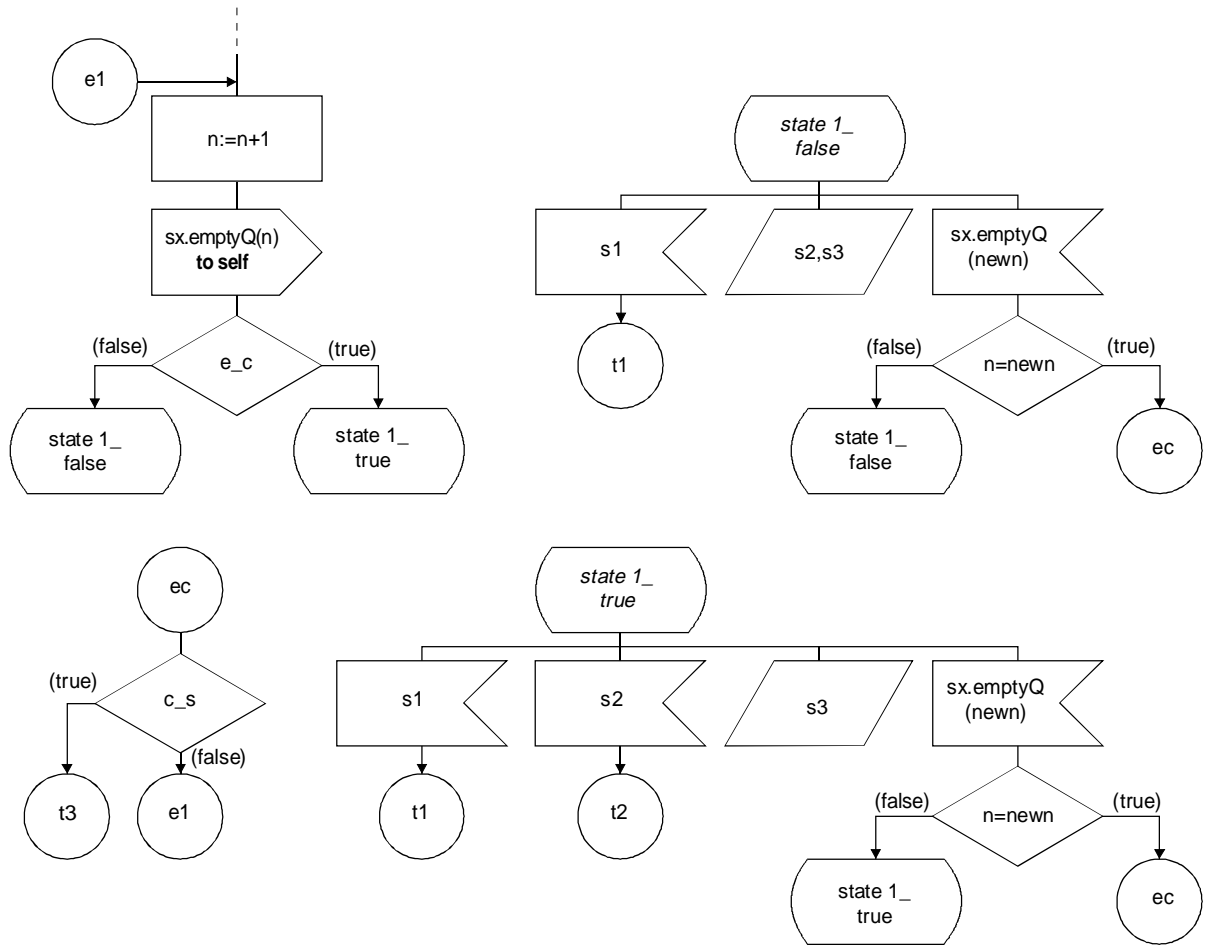 e1
n:=n+1
sx.emptyQ(n)
to self
(false)
e_c
(true)
state 1_
false
state 1_
true
state 1_
false
s1
s2,s3
sx.emptyQ
(newn)
t1
(false)
n=newn
(true)
state 1_
false
ec
ec
(true)
c_s
(false)
t3
e1
state 1_
true
s1
s2
s3
sx.emptyQ
(newn)
t1
t2
(false)
n=newn
(true)
state 1_
true
ec